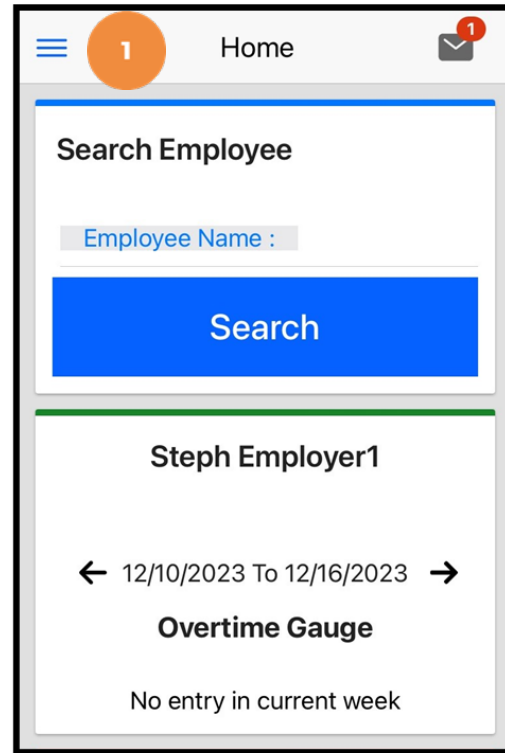 1 Home 1
Search Employee
Employee Name :
Search
Steph Employer1
← 12/10/2023 To 12/16/2023 →
Overtime Gauge
No entry in current week